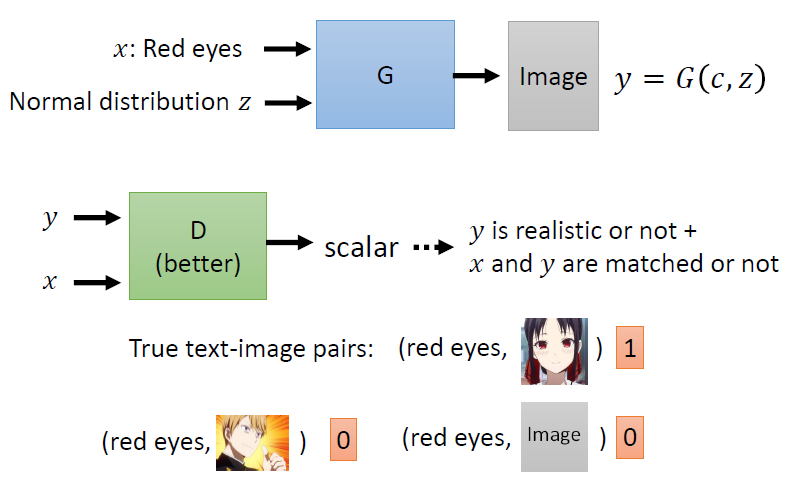 x: Red eyes
Normal distribution z
G
Image
y = G(c, z)
y
x
D
(better)
scalar
y is realistic or not +
x and y are matched or not
True text-image pairs: (red eyes, ) 1
(red eyes, ) 0
(red eyes, Image ) 0